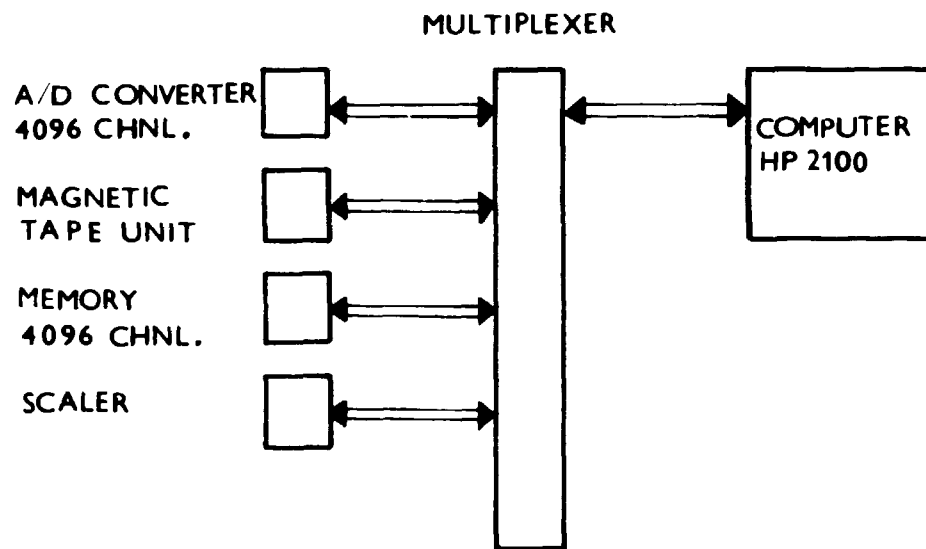 MULTIPLEXER
A/D CONVERTER
4096 CHNL.
MAGNETIC
TAPE UNIT
MEMORY
4096 CHNL.
SCALER
COMPUTER
HP 2100